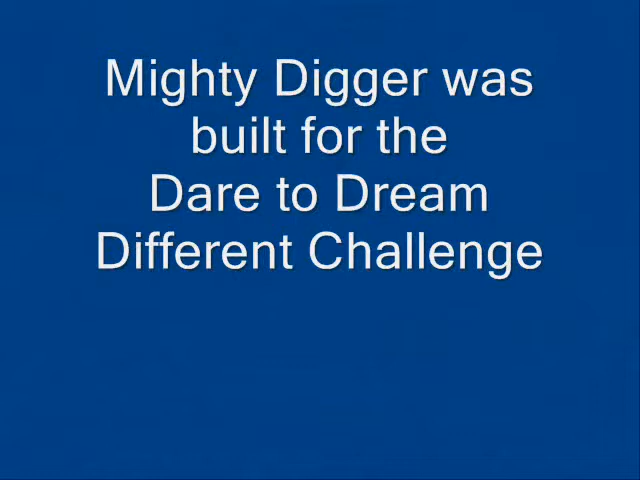 Mighty Digger was
built for the
Dare to Dream
Different Challenge